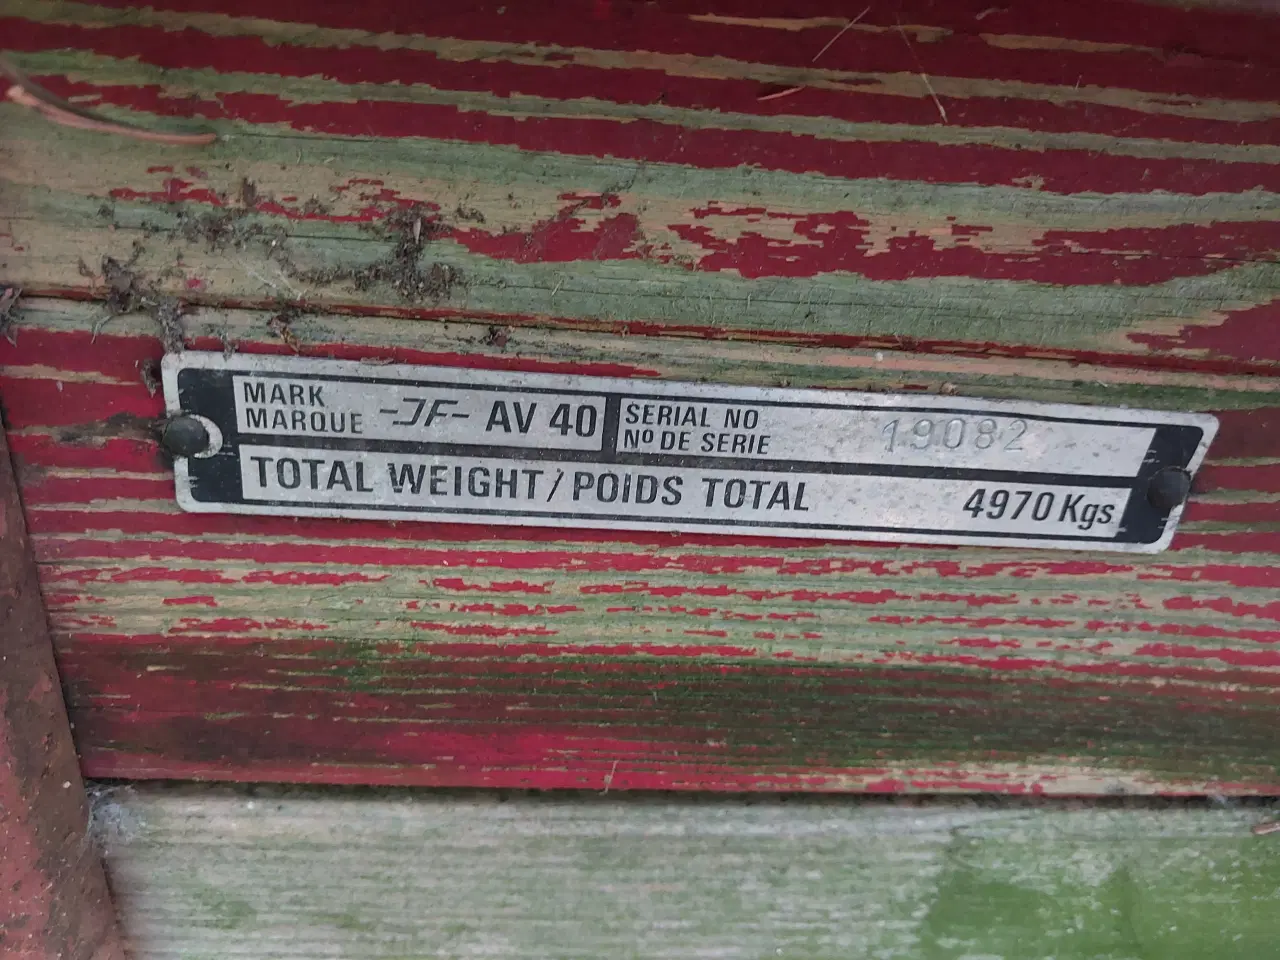 MARK
MARQUE -JF- AV 40
SERIAL NO
Nº DE SERIE 19082
TOTAL WEIGHT/POIDS TOTAL 4970 Kgs